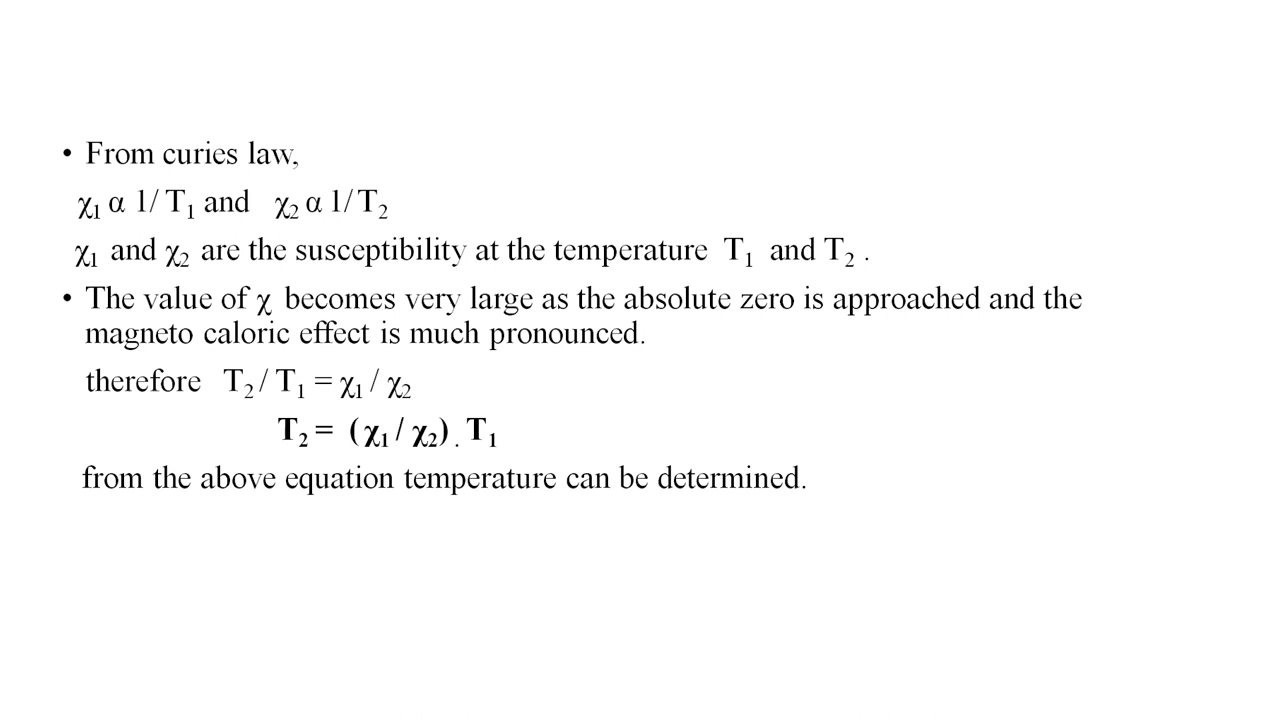 • From curies law,
χ₁ α 1/ T₁ and χ₂ α 1/T₂
χ₁ and χ₂ are the susceptibility at the temperature T₁ and T₂ .
• The value of χ becomes very large as the absolute zero is approached and the
magneto caloric effect is much pronounced.
therefore T₂ / T₁ = χ₁ / χ₂
T₂ = (χ₁ / χ₂) . T₁
from the above equation temperature can be determined.